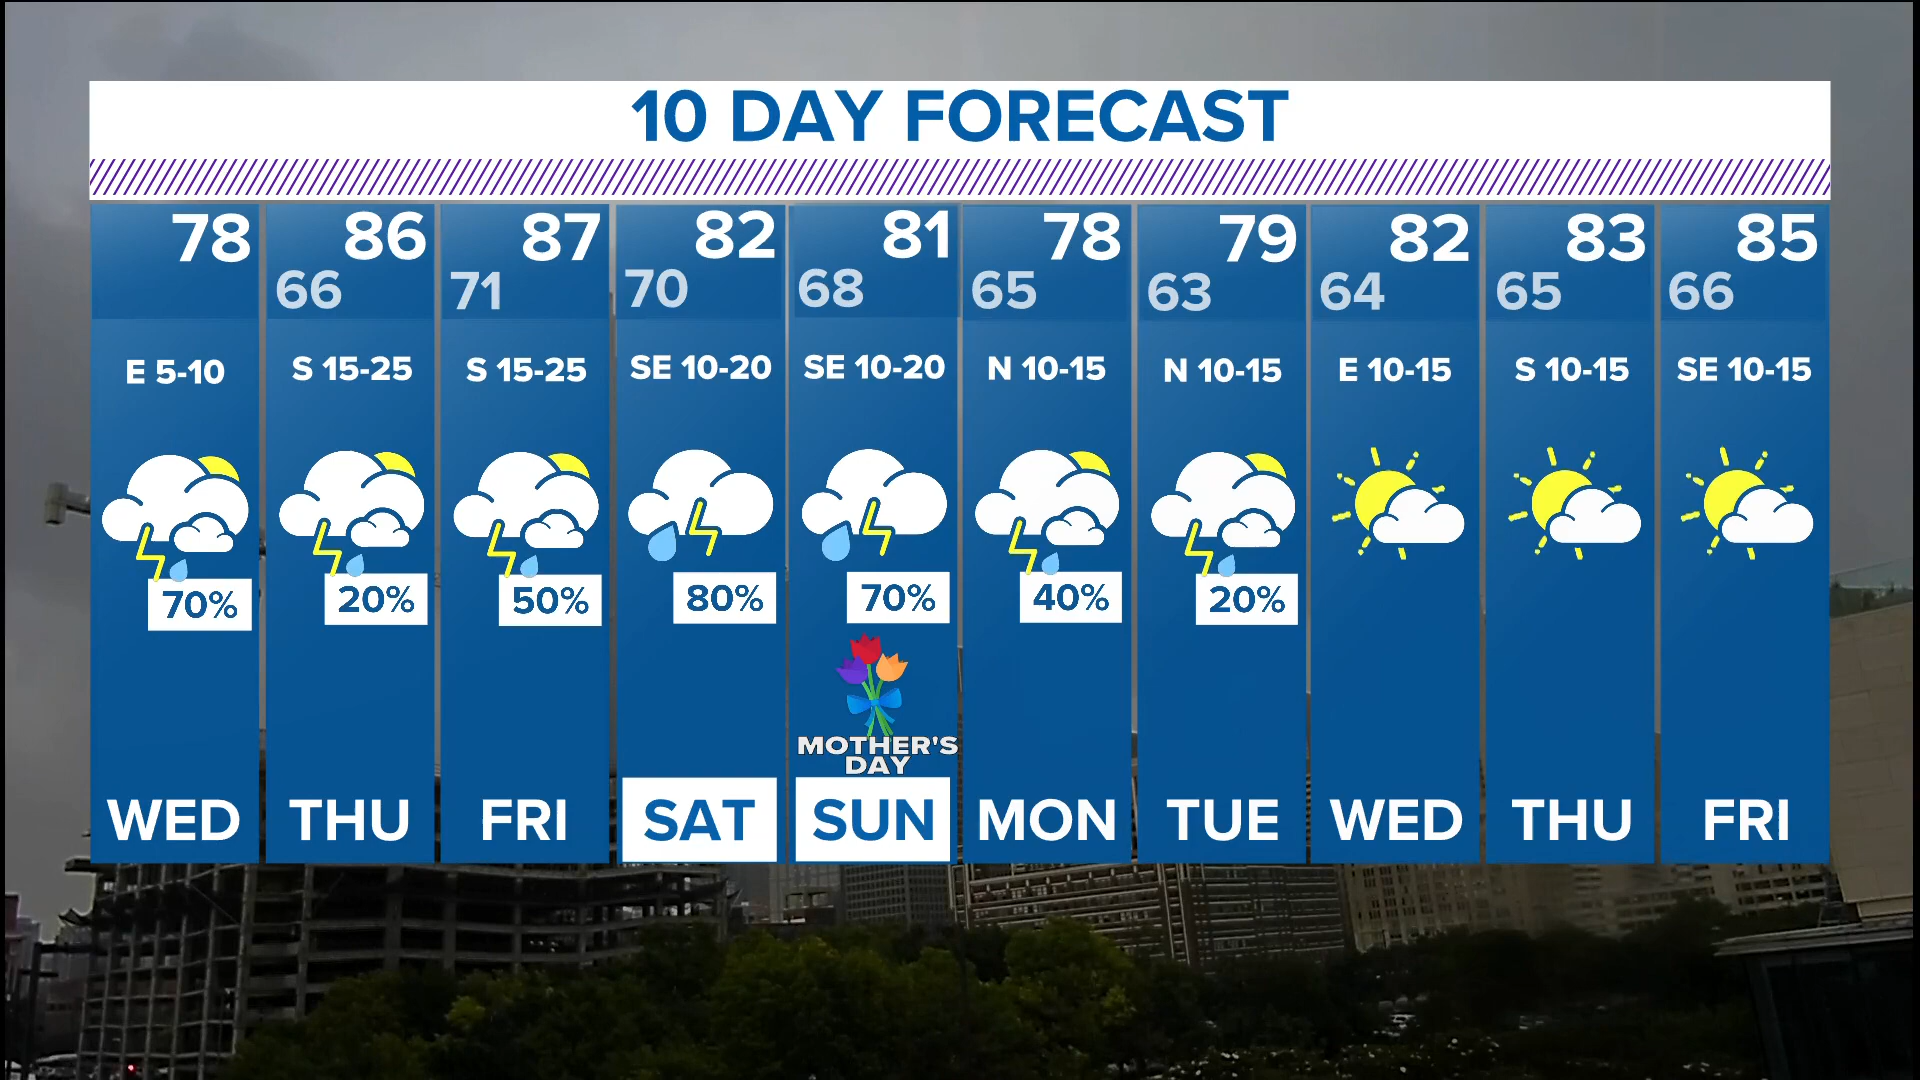 10 DAY FORECAST
78 86 87 82 81 78 79 82 83 85
66 71 70 68 65 63 64 65 66
E 5-10 S 15-25 S 15-25 SE 10-20 SE 10-20 N 10-15 N 10-15 E 10-15 S 10-15 SE 10-15
70% 20% 50% 80% 70% 40% 20%
MOTHER'S
DAY
WED THU FRI SAT SUN MON TUE WED THU FRI